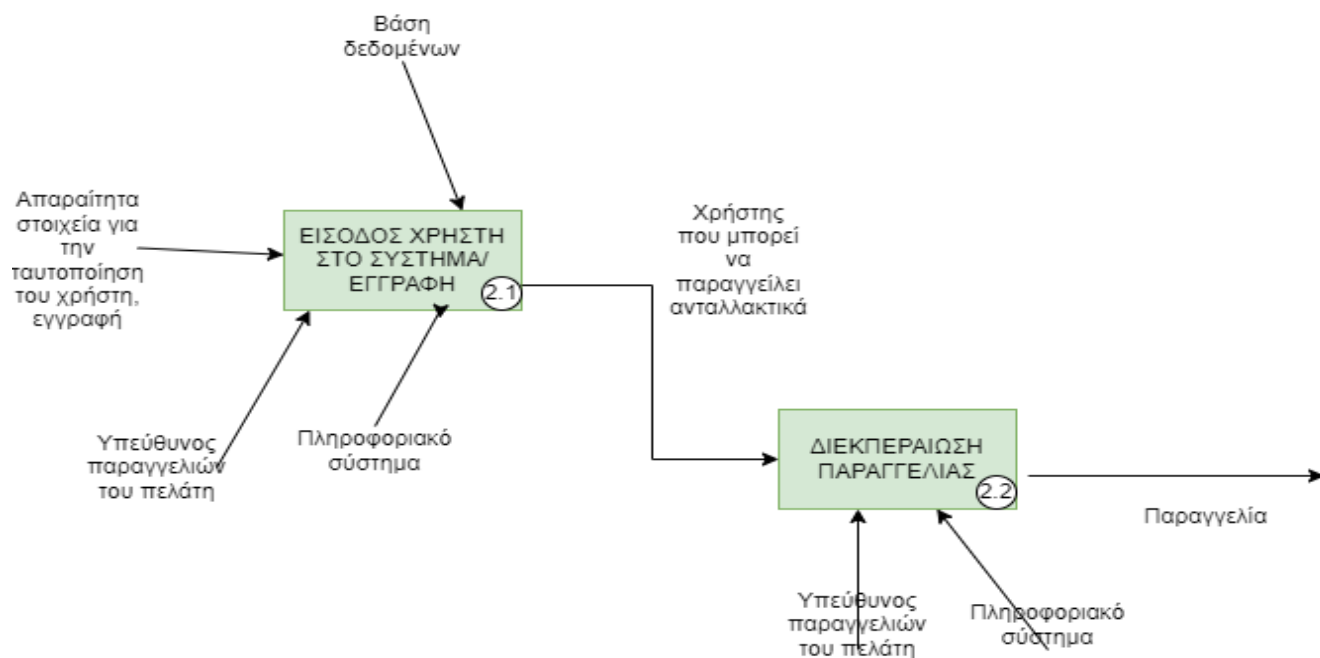 Βάση
δεδομένων
Απαραίτητα
στοιχεία για
την
ταυτοποίηση
του χρήστη,
εγγραφή
ΕΙΣΟΔΟΣ ΧΡΗΣΤΗ
ΣΤΟ ΣΥΣΤΗΜΑ/
ΕΓΓΡΑΦΗ
2.1
Χρήστης
που μπορεί
να
παραγγείλει
ανταλλακτικά
Υπεύθυνος
παραγγελιών
του πελάτη
Πληροφοριακό
σύστημα
ΔΙΕΚΠΕΡΑΙΩΣΗ
ΠΑΡΑΓΓΕΛΙΑΣ
2.2
Παραγγελία
Υπεύθυνος
παραγγελιών
του πελάτη
Πληροφοριακό
σύστημα